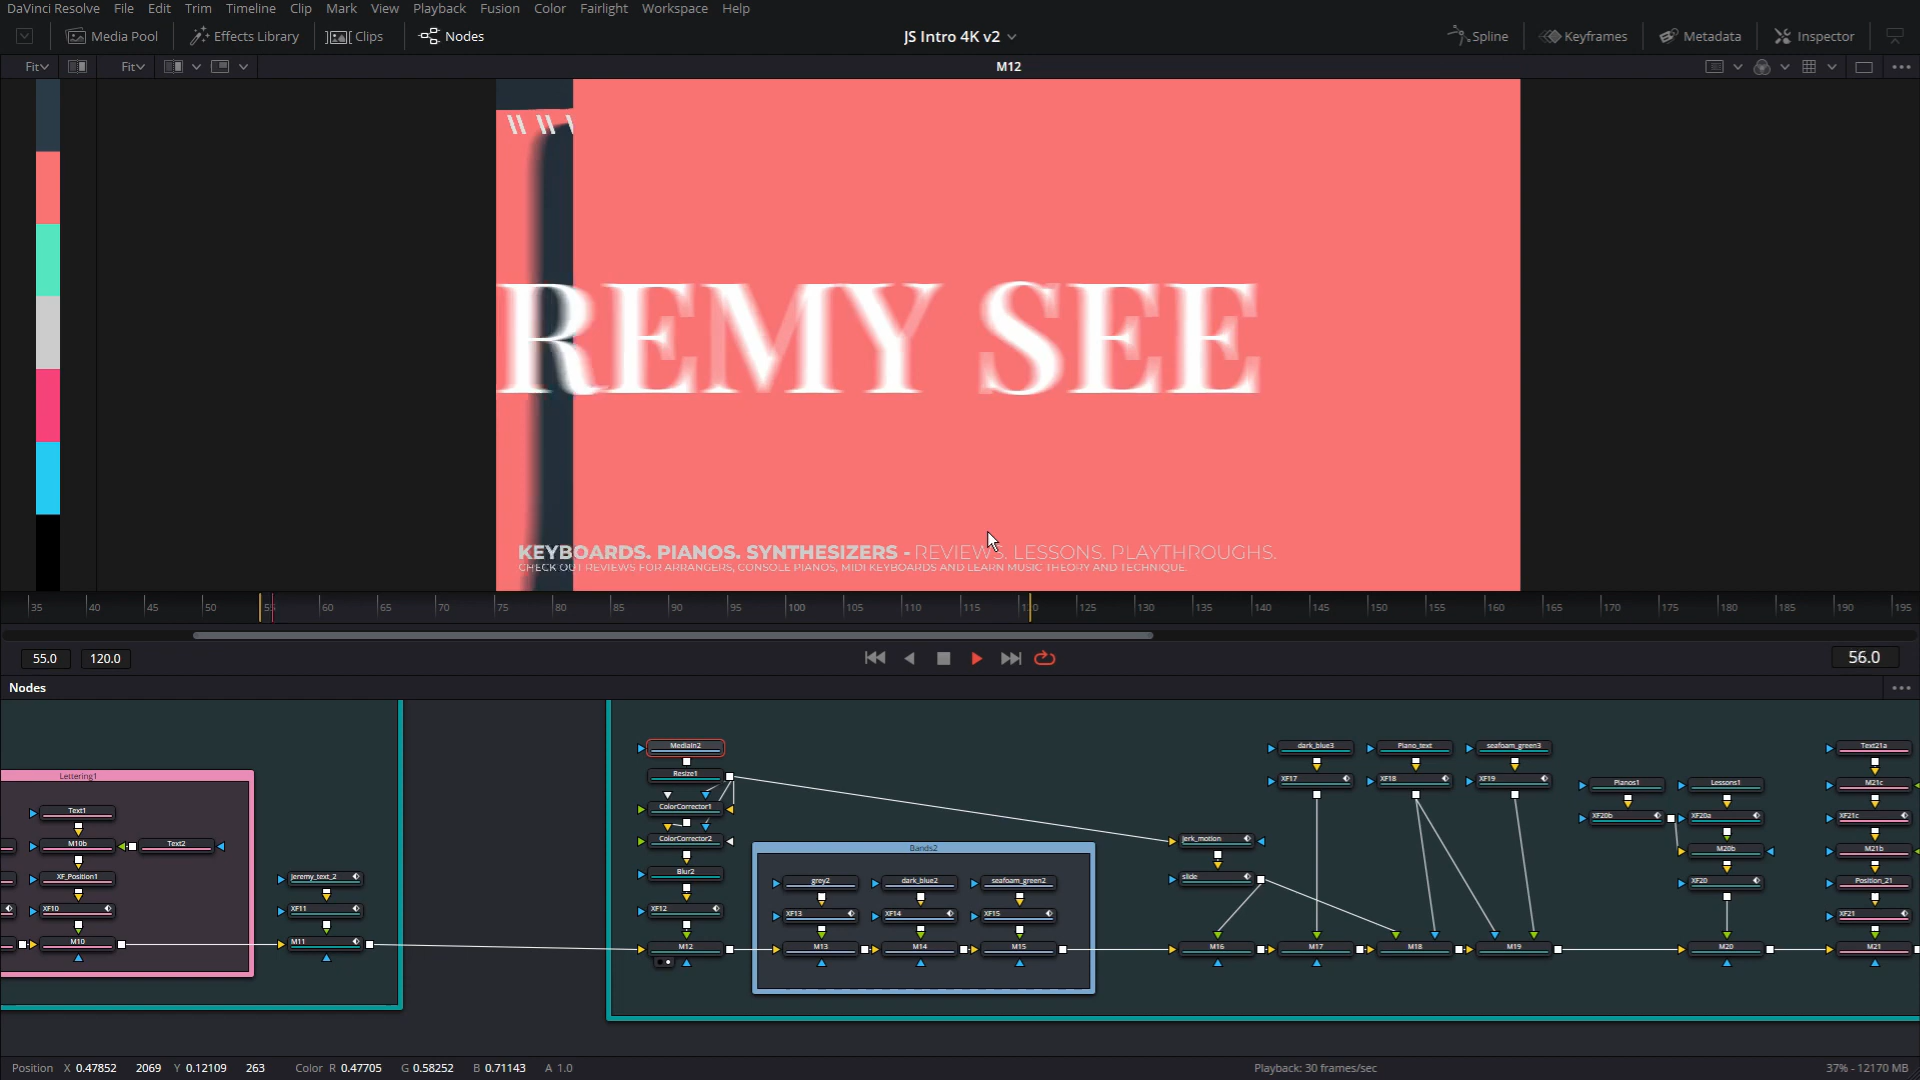 DaVinci Resolve File Edit Trim Timeline Clip Mark View Playback Fusion Color Fairlight Workspace Help
Media Pool Effects Library Clips Nodes JS Intro 4K v2 Spline Keyframes Metadata Inspector
Fit Fit M12
REMY SEE
KEYBOARDS. PIANOS. SYNTHESIZERS - REVIEWS. LESSONS. PLAYTHROUGHS.
CHECK OUT REVIEWS FOR ARRANGERS, CONSOLE PIANOS, MIDI KEYBOARDS AND LEARN MUSIC THEORY AND TECHNIQUE.
35 40 45 50 55 60 65 70 75 80 85 90 95 100 105 110 115 120 125 130 135 140 145 150 155 160 165 170 175 180 185 190 195
55.0 120.0 56.0
Nodes
MediaIn2 dark_blue3 Piano_text seafoam_green3 Text21a
Lettering1 Resize1 XF17 XF18 XF19 Pianos1 Lessons1 M21c
Text1 ColorCorrector1 XF20b XF20a XF21c
M10b Text2 ColorCorrector2 Bands2 jerk_motion M20b M21b
XF_Position1 Jeremy_text_2 Blur2 grey2 dark_blue2 seafoam_green2 slide XF20 Position_21
XF10 XF11 XF12 XF13 XF14 XF15 XF21
M10 M11 M12 M13 M14 M15 M16 M17 M18 M19 M20 M21
Position X 0.47852 2069 Y 0.12109 263 Color R 0.47705 G 0.58252 B 0.71143 A 1.0 Playback: 30 frames/sec 37% - 12170 MB